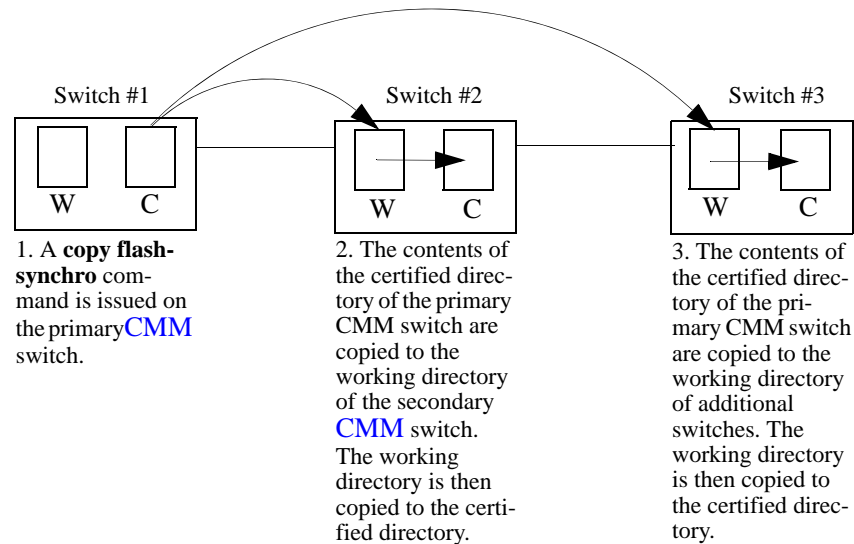 Switch #1
Switch #2
Switch #3
W
C
W
C
W
C
1. A copy flash-
synchro com-
mand is issued on
the primary CMM
switch.
2. The contents of
the certified direc-
tory of the primary
CMM switch are
copied to the
working directory
of the secondary
CMM switch.
The working
directory is then
copied to the certi-
fied directory.
3. The contents of
the certified direc-
tory of the pri-
mary CMM switch
are copied to the
working directory
of additional
switches. The
working directory
is then copied to
the certified direc-
tory.